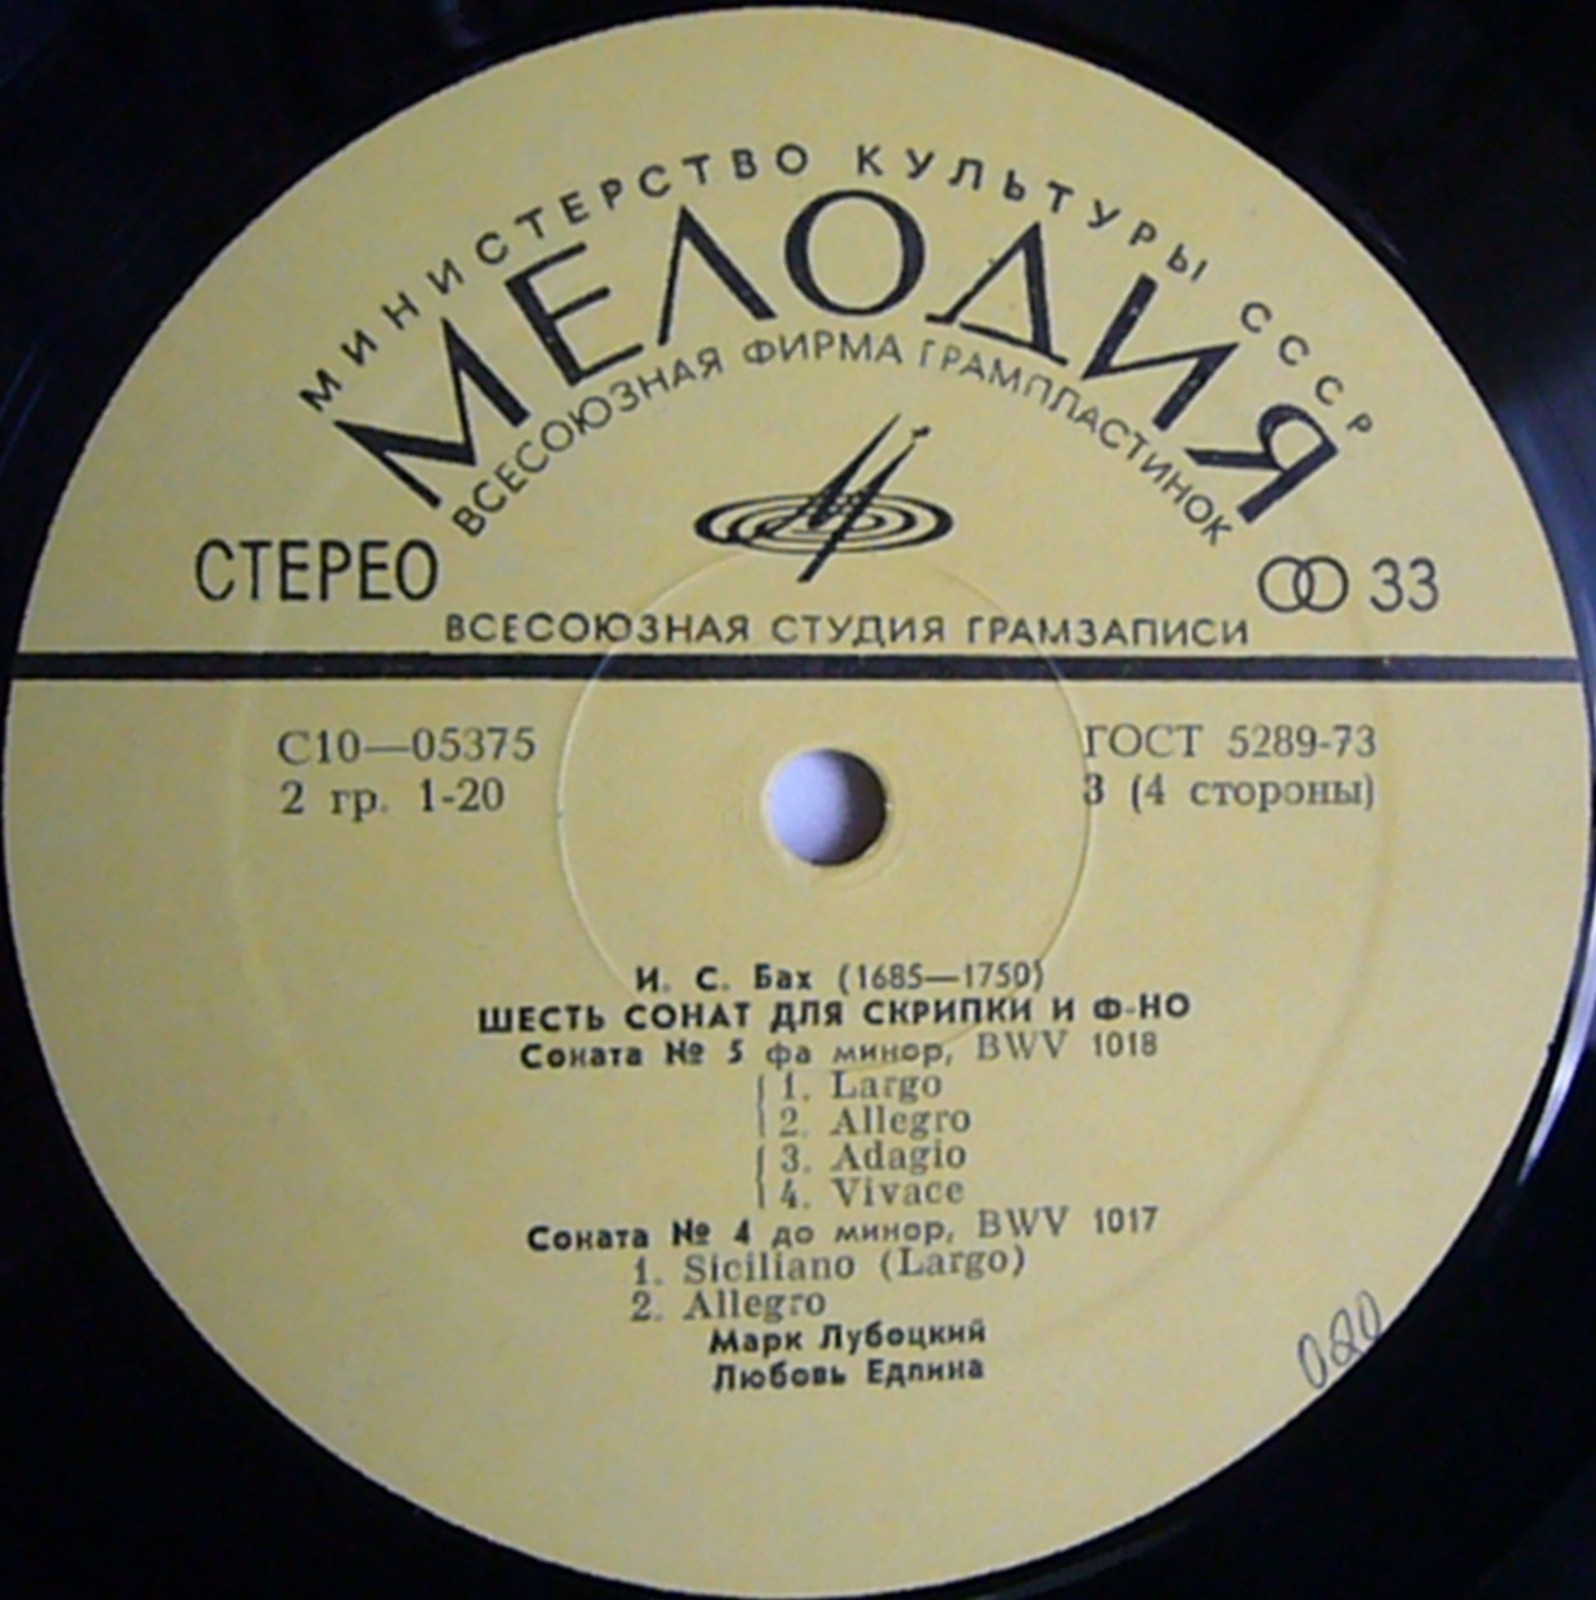 МИНИСТЕРСТВО КУЛЬТУРЫ СССР
МЕЛОДИЯ
ВСЕСОЮЗНАЯ ФИРМА ГРАМПЛАСТИНОК
СТЕРЕО
33
ВСЕСОЮЗНАЯ СТУДИЯ ГРАМЗАПИСИ
С10—05375
ГОСТ 5289-73
2 гр. 1-20
3 (4 стороны)
И. С. Бах (1685—1750)
ШЕСТЬ СОНАТ ДЛЯ СКРИПКИ И Ф-НО
Соната № 5 фа минор, BWV 1018
1. Largo
2. Allegro
3. Adagio
4. Vivace
Соната № 4 до минор, BWV 1017
1. Siciliano (Largo)
2. Allegro
Марк Лубоцкий
Любовь Едлина
020